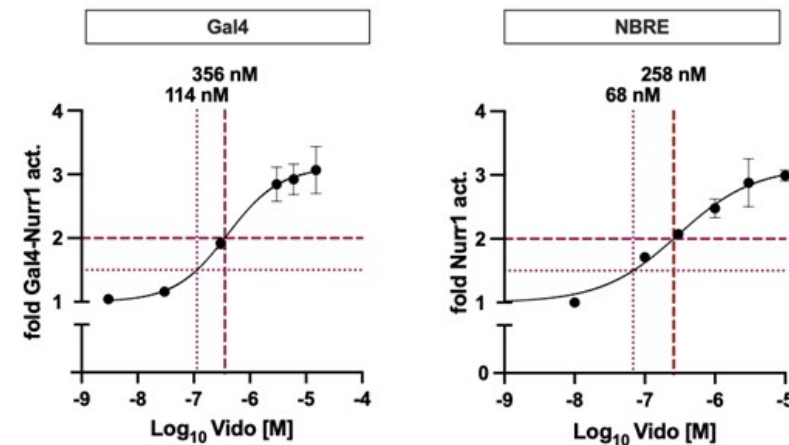 Gal4
356 nM
114 nM
4
3
2
1
fold Gal4-Nurr1 act.
-9 -8 -7 -6 -5 -4
Log10 Vido [M]
NBRE
258 nM
68 nM
4
3
2
1
0
fold Nurr1 act.
-9 -8 -7 -6 -5
Log10 Vido [M]